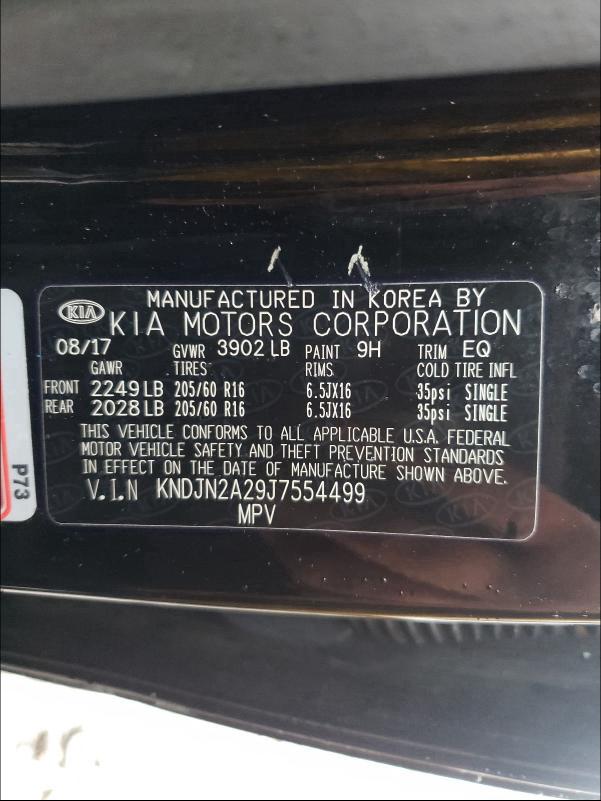 MANUFACTURED IN KOREA BY
KIA KIA MOTORS CORPORATION
08/17 GVWR 3902 LB PAINT 9H TRIM EQ
GAWR TIRES RIMS COLD TIRE INFL
FRONT 2249 LB 205/60 R16 6.5JX16 35psi SINGLE
REAR 2028 LB 205/60 R16 6.5JX16 35psi SINGLE
THIS VEHICLE CONFORMS TO ALL APPLICABLE U.S.A. FEDERAL
MOTOR VEHICLE SAFETY AND THEFT PREVENTION STANDARDS
IN EFFECT ON THE DATE OF MANUFACTURE SHOWN ABOVE.
V.I.N KNDJN2A29J7554499
MPV
P73